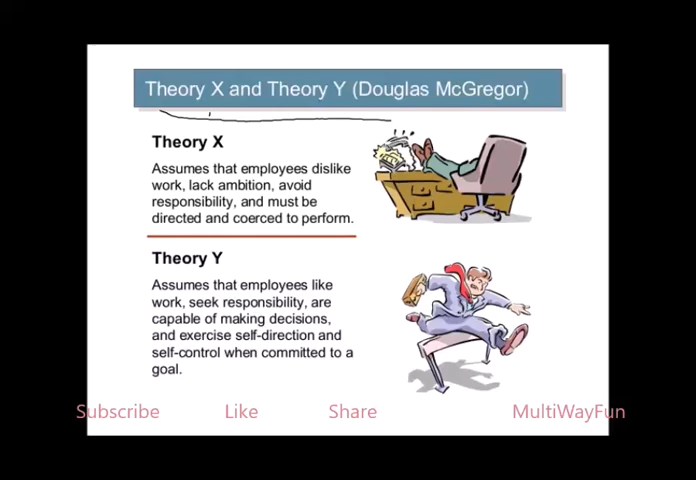 Theory X and Theory Y (Douglas McGregor)
Theory X
Assumes that employees dislike
work, lack ambition, avoid
responsibility, and must be
directed and coerced to perform.
Theory Y
Assumes that employees like
work, seek responsibility, are
capable of making decisions,
and exercise self-direction and
self-control when committed to a
goal.
Subscribe Like Share MultiWayFun